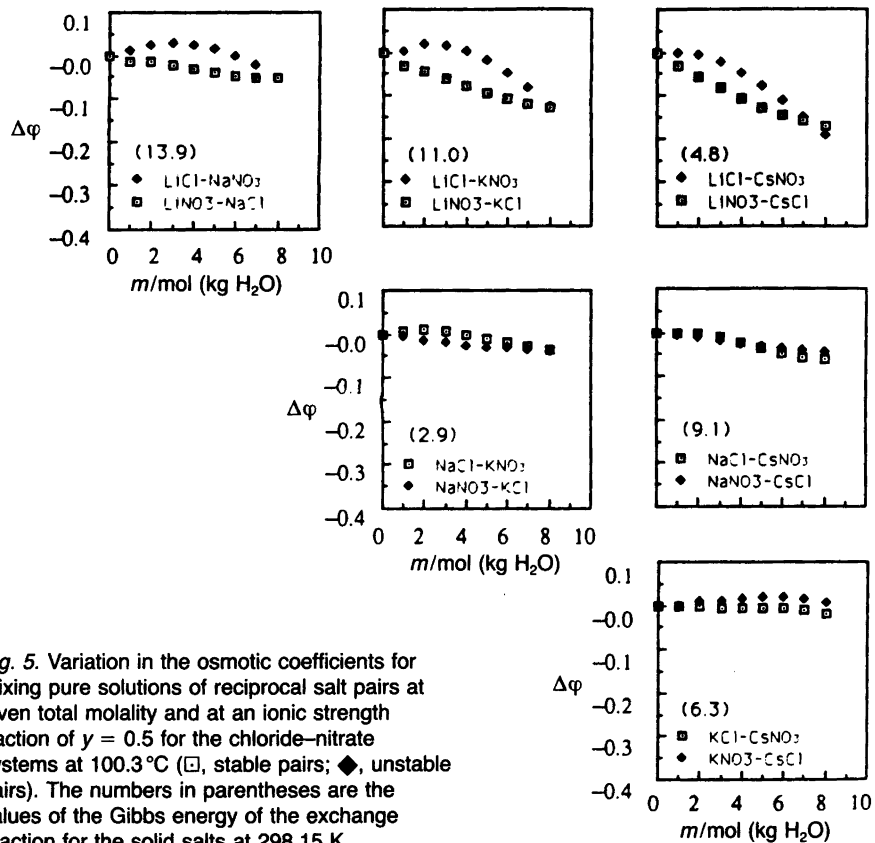 0.1
–0.0
–0.1
Δφ
–0.2
–0.3
–0.4
(13.9)
LiCl-NaNO₃
LiNO3-NaCl
0 2 4 6 8 10
m/mol (kg H₂O)
(11.0)
LiCl-KNO₃
LiNO3-KCl
(4.8)
LiCl-CsNO₃
LiNO3-CsCl
0.1
–0.0
–0.1
Δφ
–0.2
–0.3
–0.4
(2.9)
NaCl-KNO₃
NaNO3-KCl
0 2 4 6 8 10
m/mol (kg H₂O)
(9.1)
NaCl-CsNO₃
NaNO3-CsCl
0.1
–0.0
–0.1
Δφ
–0.2
–0.3
–0.4
(6.3)
KCl-CsNO₃
KNO3-CsCl
0 2 4 6 8 10
m/mol (kg H₂O)
g. 5. Variation in the osmotic coefficients for
ixing pure solutions of reciprocal salt pairs at
ven total molality and at an ionic strength
action of y = 0.5 for the chloride–nitrate
ystems at 100.3 °C (⊡, stable pairs; ◆, unstable
airs). The numbers in parentheses are the
alues of the Gibbs energy of the exchange
action for the solid salts at 298.15 K